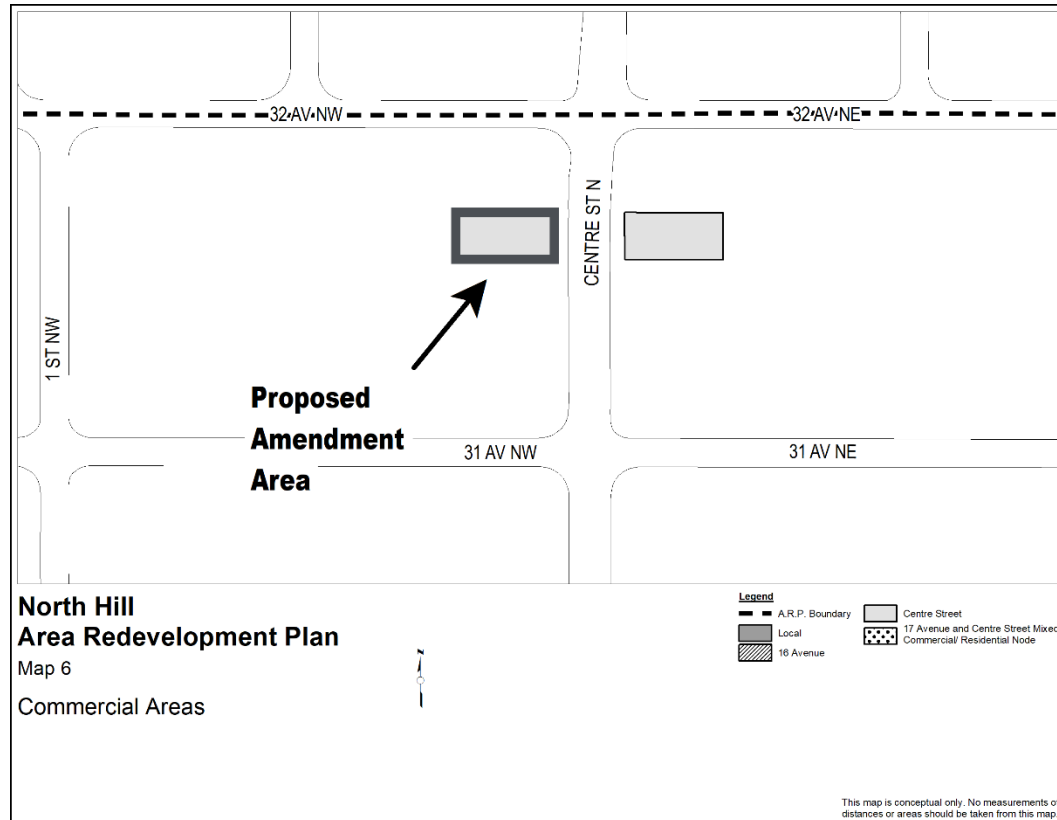 32 AV NW
32 AV NE
CENTRE ST N
1 ST NW
Proposed
Amendment
Area
31 AV NW
31 AV NE
North Hill
Area Redevelopment Plan
Map 6
Commercial Areas
N
Legend
A.R.P. Boundary
Local
16 Avenue
Centre Street
17 Avenue and Centre Street Mixed
Commercial/ Residential Node
This map is conceptual only. No measurements of
distances or areas should be taken from this map